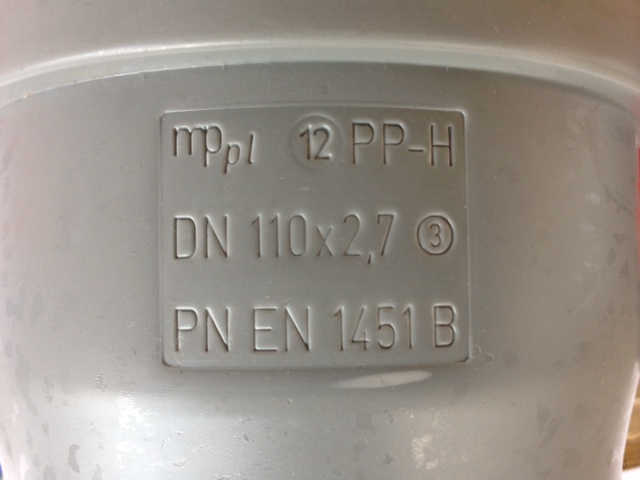 mppl 12 PP-H
DN 110x2,7 3
PN EN 1451 B